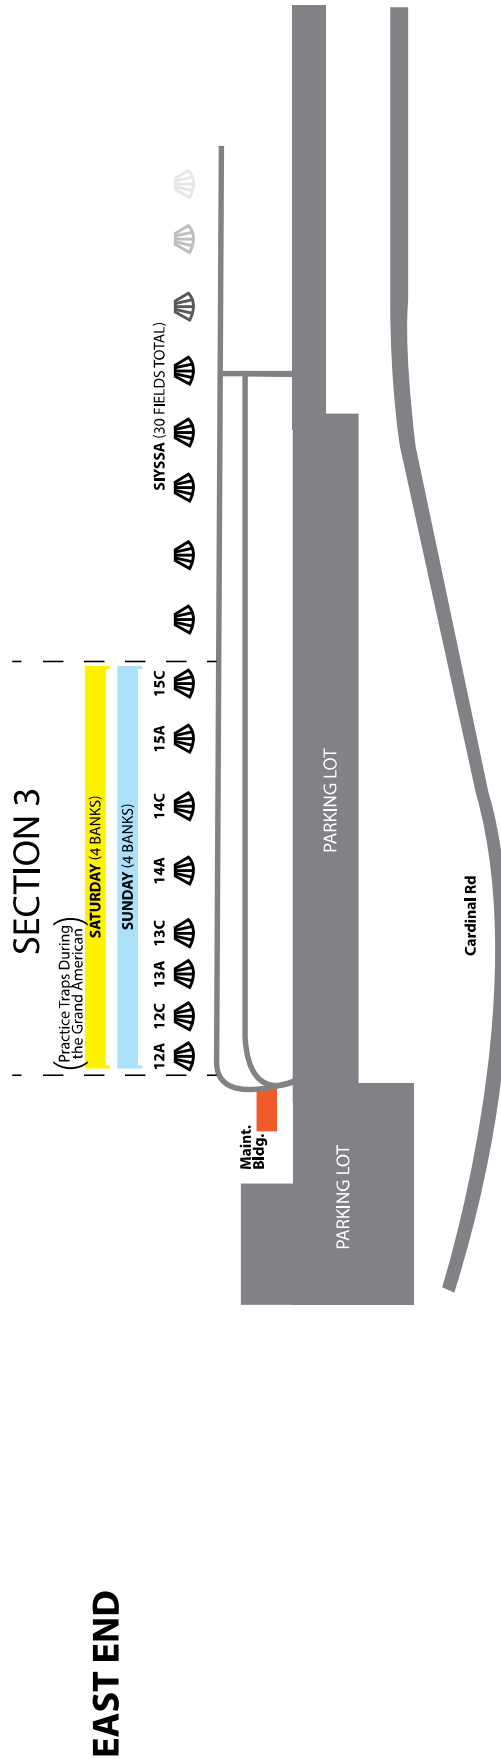 SECTION 3
(Practice Traps During
the Grand American)
SATURDAY (4 BANKS)
SUNDAY (4 BANKS)
12A 12C 13A 13C 14A 14C 15A 15C
SIYSSA (30 FIELDS TOTAL)
Maint.
Bldg.
PARKING LOT
PARKING LOT
Cardinal Rd
EAST END